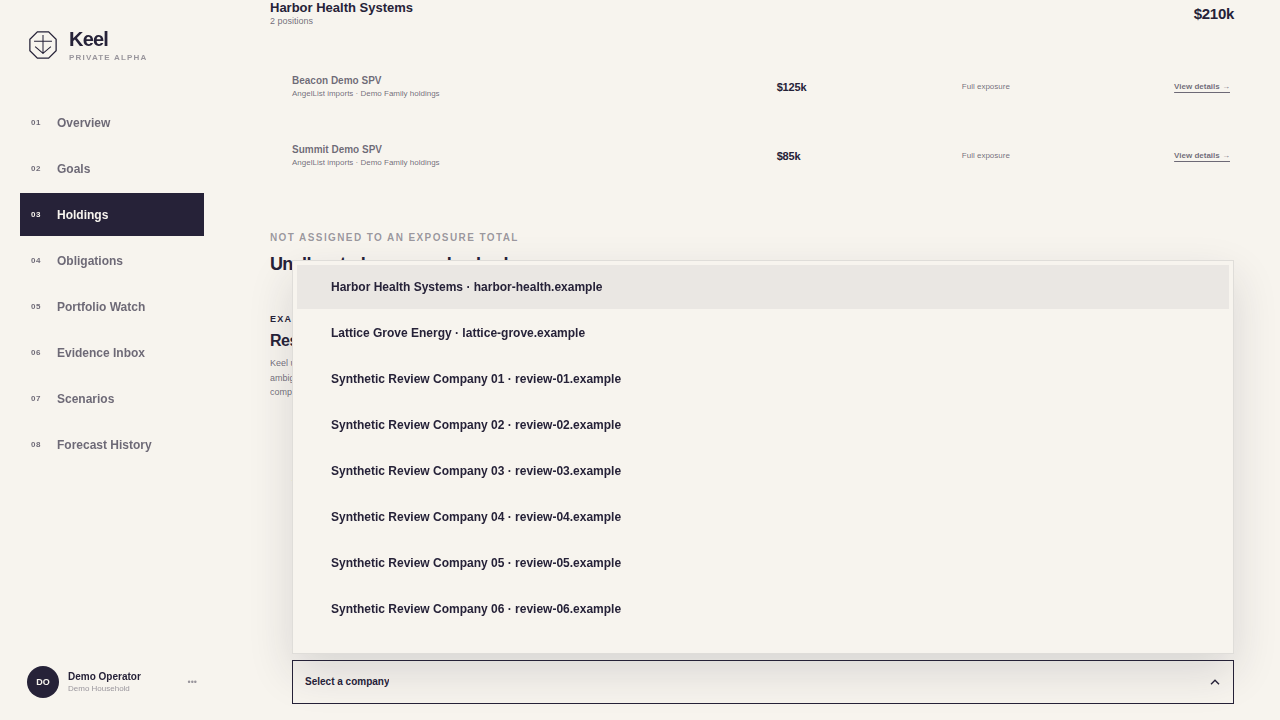 Keel
PRIVATE ALPHA
01 Overview
02 Goals
03 Holdings
04 Obligations
05 Portfolio Watch
06 Evidence Inbox
07 Scenarios
08 Forecast History
DO
Demo Operator
Demo Household
Harbor Health Systems
2 positions
$210k
Beacon Demo SPV
AngelList imports · Demo Family holdings
$125k
Full exposure
View details →
Summit Demo SPV
AngelList imports · Demo Family holdings
$85k
Full exposure
View details →
NOT ASSIGNED TO AN EXPOSURE TOTAL
Harbor Health Systems · harbor-health.example
Lattice Grove Energy · lattice-grove.example
Synthetic Review Company 01 · review-01.example
Synthetic Review Company 02 · review-02.example
Synthetic Review Company 03 · review-03.example
Synthetic Review Company 04 · review-04.example
Synthetic Review Company 05 · review-05.example
Synthetic Review Company 06 · review-06.example
Keel
Select a company